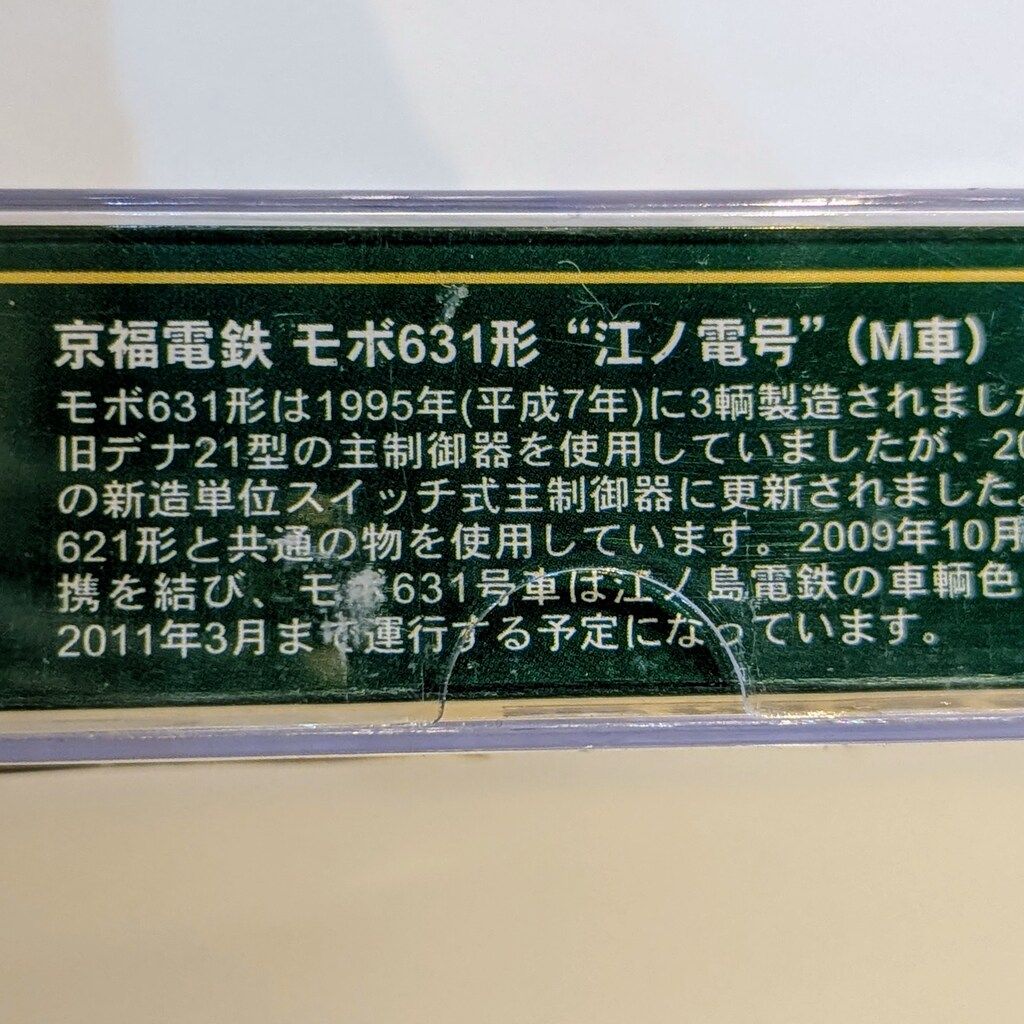 京福電鉄 モボ631形 “江ノ電号”（M車）
モボ631形は1995年(平成7年)に3輌製造されました
旧デナ21型の主制御器を使用していましたが、20
の新造単位スイッチ式主制御器に更新されました。
621形と共通の物を使用しています。2009年10月
携を結び、モボ631号車は江ノ島電鉄の車輌色
2011年3月まで運行する予定になっています。